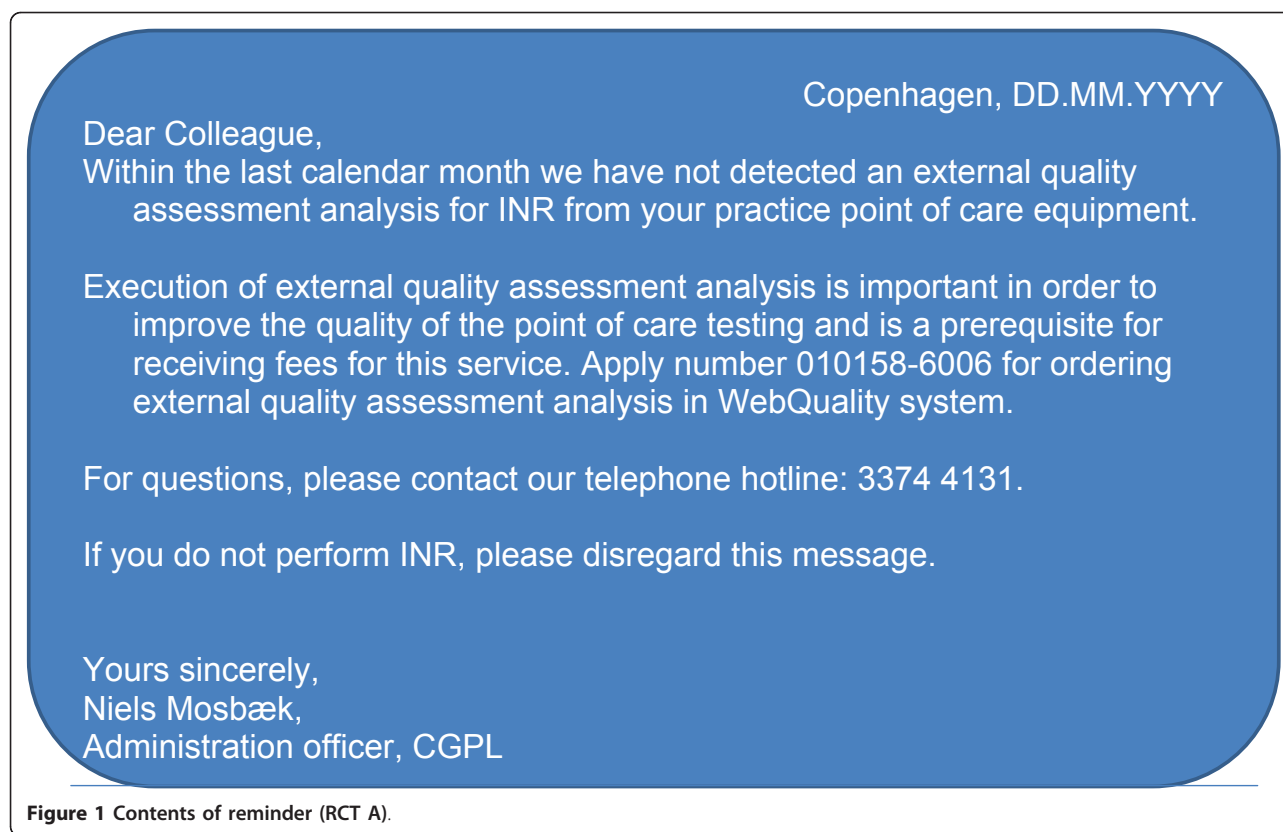 Copenhagen, DD.MM.YYYY
Dear Colleague,
Within the last calendar month we have not detected an external quality
assessment analysis for INR from your practice point of care equipment.
Execution of external quality assessment analysis is important in order to
improve the quality of the point of care testing and is a prerequisite for
receiving fees for this service. Apply number 010158-6006 for ordering
external quality assessment analysis in WebQuality system.
For questions, please contact our telephone hotline: 3374 4131.
If you do not perform INR, please disregard this message.
Yours sincerely,
Niels Mosbæk,
Administration officer, CGPL
Figure 1 Contents of reminder (RCT A).